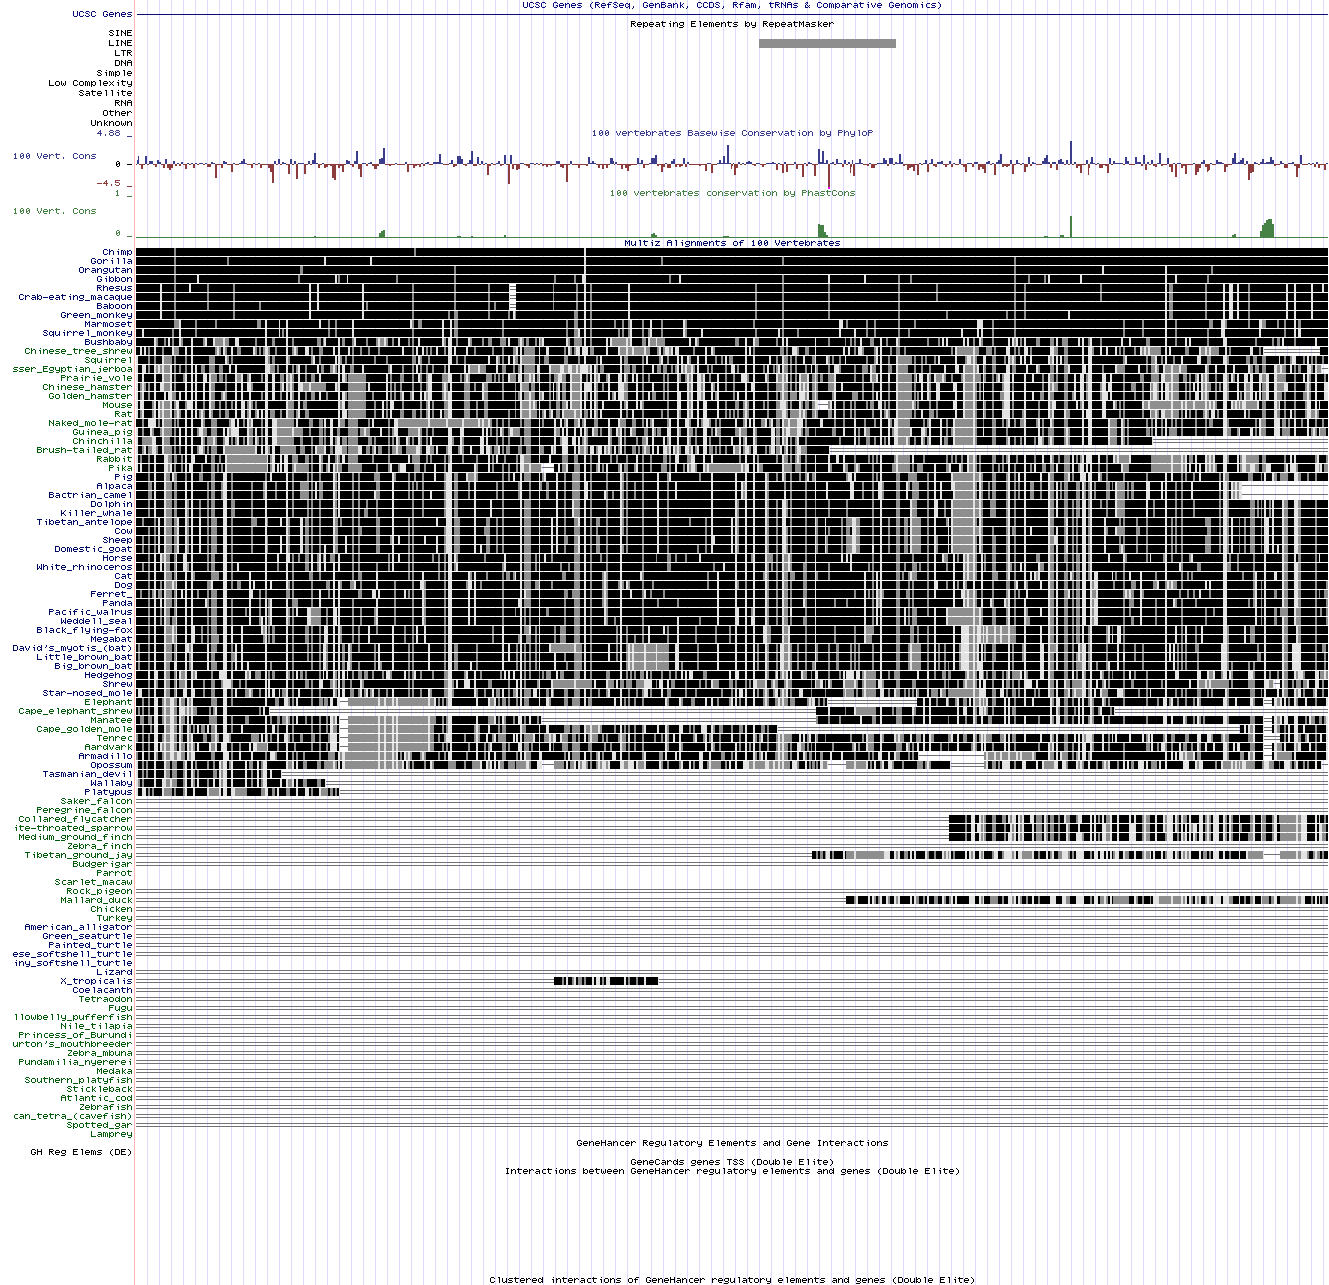 UCSC Genes (RefSeq, GenBank, CCDS, Rfam, tRNAs & Comparative Genomics)
UCSC Genes
Repeating Elements by RepeatMasker
SINE
LINE
LTR
DNA
Simple
Low Complexity
Satellite
RNA
Other
Unknown
4.88 _
100 vertebrates Basewise Conservation by PhyloP
100 Vert. Cons
0 -
-4.5 _
100 vertebrates conservation by PhastCons
1 _
100 Vert. Cons
0 _
Multiz Alignments of 100 Vertebrates
Chimp
Gorilla
Orangutan
Gibbon
Rhesus
Crab-eating_macaque
Baboon
Green_monkey
Marmoset
Squirrel_monkey
Bushbaby
Chinese_tree_shrew
Squirrel
sser_Egyptian_jerboa
Prairie_vole
Chinese_hamster
Golden_hamster
Mouse
Rat
Naked_mole-rat
Guinea_pig
Chinchilla
Brush-tailed_rat
Rabbit
Pika
Pig
Alpaca
Bactrian_camel
Dolphin
Killer_whale
Tibetan_antelope
Cow
Sheep
Domestic_goat
Horse
White_rhinoceros
Cat
Dog
Ferret_
Panda
Pacific_walrus
Weddell_seal
Black_flying-fox
Megabat
David's_myotis_(bat)
Little_brown_bat
Big_brown_bat
Hedgehog
Shrew
Star-nosed_mole
Elephant
Cape_elephant_shrew
Manatee
Cape_golden_mole
Tenrec
Aardvark
Armadillo
Opossum
Tasmanian_devil
Wallaby
Platypus
Saker_falcon
Peregrine_falcon
Collared_flycatcher
ite-throated_sparrow
Medium_ground_finch
Zebra_finch
Tibetan_ground_jay
Budgerigar
Parrot
Scarlet_macaw
Rock_pigeon
Mallard_duck
Chicken
Turkey
American_alligator
Green_seaturtle
Painted_turtle
ese_softshell_turtle
iny_softshell_turtle
Lizard
X_tropicalis
Coelacanth
Tetraodon
Fugu
llowbelly_pufferfish
Nile_tilapia
Princess_of_Burundi
urton's_mouthbreeder
Zebra_mbuna
Pundamilia_nyererei
Medaka
Southern_platyfish
Stickleback
Atlantic_cod
Zebrafish
can_tetra_(cavefish)
Spotted_gar
Lamprey
GeneHancer Regulatory Elements and Gene Interactions
GH Reg Elems (DE)
GeneCards genes TSS (Double Elite)
Interactions between GeneHancer regulatory elements and genes (Double Elite)
Clustered interactions of GeneHancer regulatory elements and genes (Double Elite)